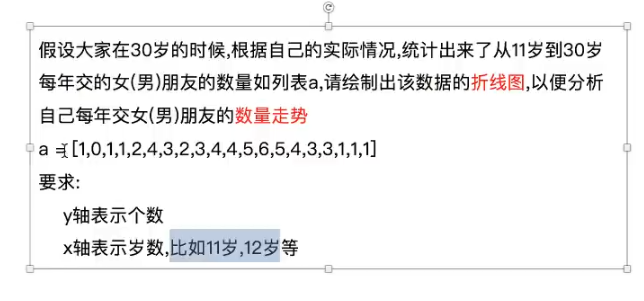 假设大家在30岁的时候,根据自己的实际情况,统计出来了从11岁到30岁
每年交的女(男)朋友的数量如列表a,请绘制出该数据的折线图,以便分析
自己每年交女(男)朋友的数量走势
a = [1,0,1,1,2,4,3,2,3,4,4,5,6,5,4,3,3,1,1,1]
要求:
y轴表示个数
x轴表示岁数,比如11岁,12岁等